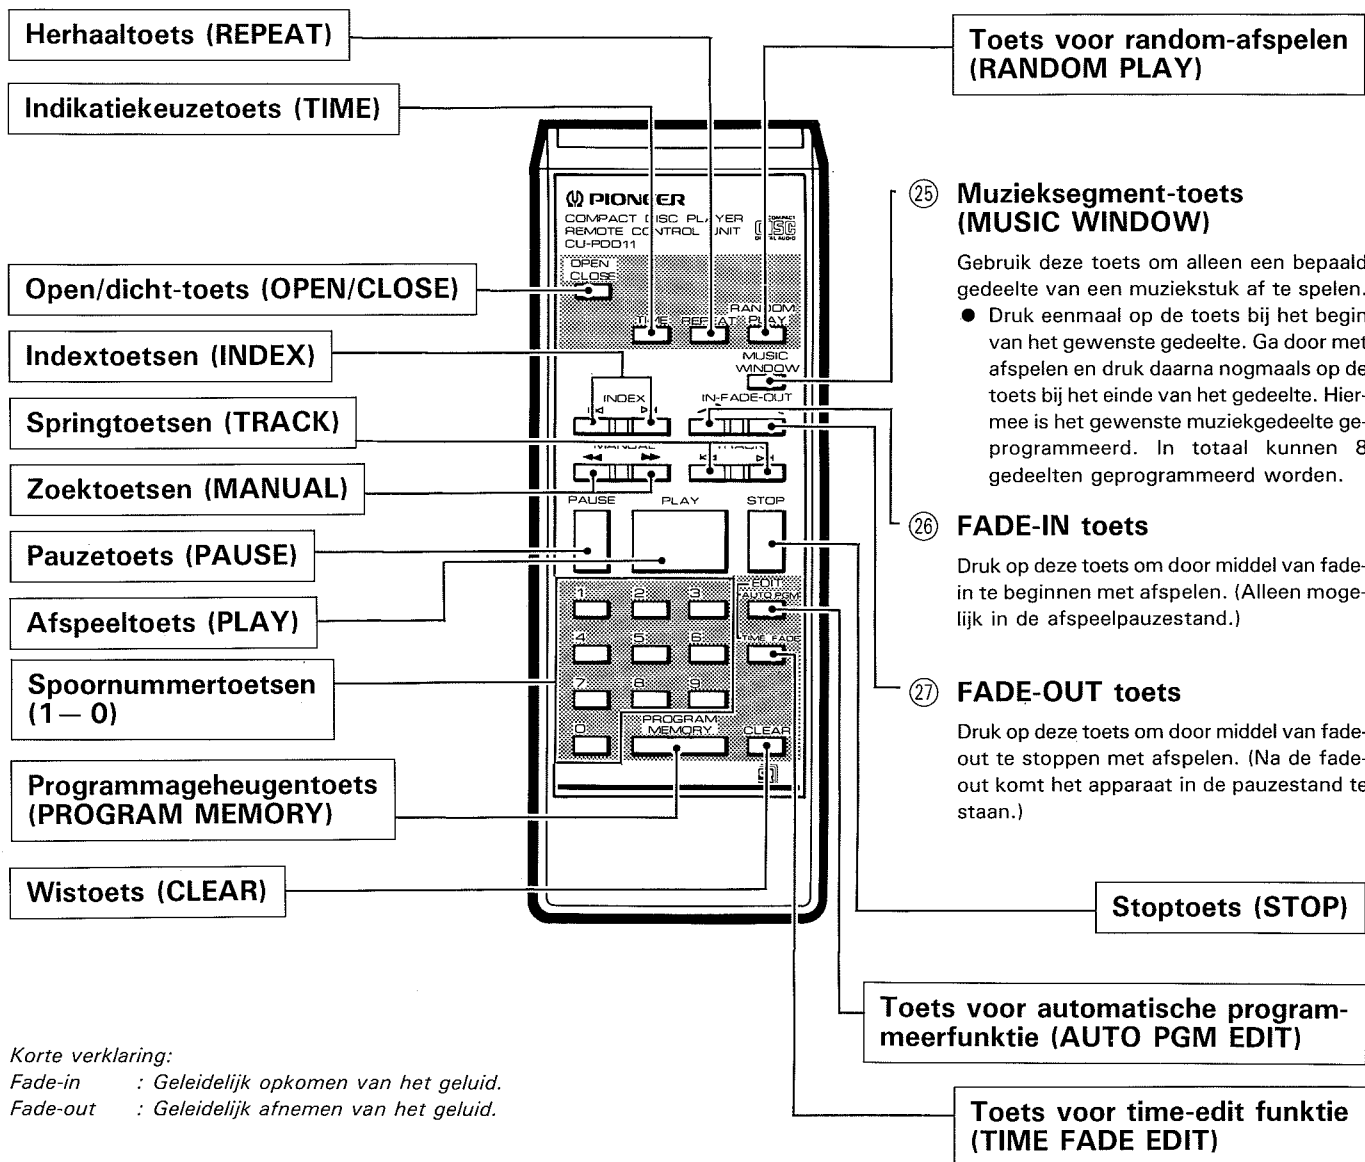 Herhaaltoets (REPEAT)
Indikatiekeuzetoets (TIME)
Open/dicht-toets (OPEN/CLOSE)
Indextoetsen (INDEX)
Springtoetsen (TRACK)
Zoektoetsen (MANUAL)
Pauzetoets (PAUSE)
Afspeeltoets (PLAY)
Spoornummertoetsen
(1 — 0)
Programmageheugentoets
(PROGRAM MEMORY)
Wistoets (CLEAR)
PIONEER
COMPACT DISC PLAYER
REMOTE CONTROL UNIT
CU-PD011
COMPACT
DISC
DIGITAL AUDIO
OPEN
CLOSE
TIME REPEAT RANDOM
PLAY
MUSIC
WINDOW
INDEX IN-FADE-OUT
MANUAL TRACK
PAUSE PLAY STOP
EDIT
1 2 3 AUTO PGM
4 5 6 TIME FADE
7 8 9
0 PROGRAM
MEMORY CLEAR
Toets voor random-afspelen
(RANDOM PLAY)
25 Muzieksegment-toets
(MUSIC WINDOW)
Gebruik deze toets om alleen een bepaald
gedeelte van een muziekstuk af te spelen.
● Druk eenmaal op de toets bij het begin
van het gewenste gedeelte. Ga door met
afspelen en druk daarna nogmaals op de
toets bij het einde van het gedeelte. Hier-
mee is het gewenste muziekgedeelte ge-
programmeerd. In totaal kunnen 8
gedeelten geprogrammeerd worden.
26 FADE-IN toets
Druk op deze toets om door middel van fade-
in te beginnen met afspelen. (Alleen moge-
lijk in de afspeelpauzestand.)
27 FADE-OUT toets
Druk op deze toets om door middel van fade-
out te stoppen met afspelen. (Na de fade-
out komt het apparaat in de pauzestand te
staan.)
Stoptoets (STOP)
Toets voor automatische program-
meerfunktie (AUTO PGM EDIT)
Toets voor time-edit funktie
(TIME FADE EDIT)
Korte verklaring:
Fade-in : Geleidelijk opkomen van het geluid.
Fade-out : Geleidelijk afnemen van het geluid.